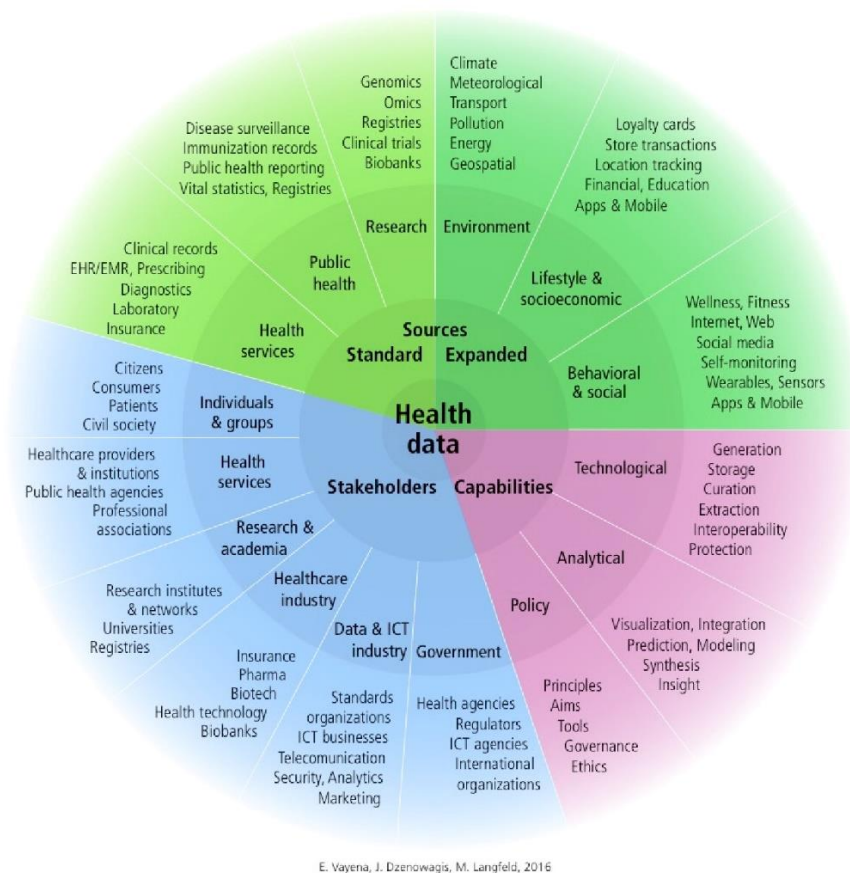 Health
data
Sources
Standard
Expanded
Stakeholders
Capabilities
Research
Genomics
Omics
Registries
Clinical trials
Biobanks
Public
health
Disease surveillance
Immunization records
Public health reporting
Vital statistics, Registries
Health
services
Clinical records
EHR/EMR, Prescribing
Diagnostics
Laboratory
Insurance
Environment
Climate
Meteorological
Transport
Pollution
Energy
Geospatial
Lifestyle &
socioeconomic
Loyalty cards
Store transactions
Location tracking
Financial, Education
Apps & Mobile
Behavioral
& social
Wellness, Fitness
Internet, Web
Social media
Self-monitoring
Wearables, Sensors
Apps & Mobile
Technological
Generation
Storage
Curation
Extraction
Interoperability
Protection
Analytical
Visualization, Integration
Prediction, Modeling
Synthesis
Insight
Policy
Principles
Aims
Tools
Governance
Ethics
Individuals
& groups
Citizens
Consumers
Patients
Civil society
Health
services
Healthcare providers
& institutions
Public health agencies
Professional
associations
Research &
academia
Research institutes
& networks
Universities
Registries
Healthcare
industry
Insurance
Pharma
Biotech
Health technology
Biobanks
Data & ICT
industry
Standards
organizations
ICT businesses
Telecomunication
Security, Analytics
Marketing
Government
Health agencies
Regulators
ICT agencies
International
organizations
E. Vayena, J. Dzenowagis, M. Langfeld, 2016